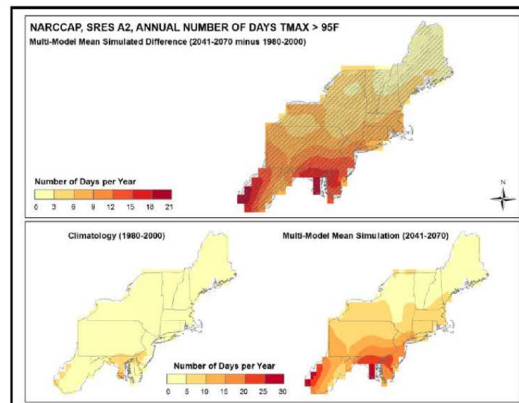 NARCCAP, SRES A2, ANNUAL NUMBER OF DAYS TMAX > 95F
Multi-Model Mean Simulated Difference (2041-2070 minus 1980-2000)
Number of Days per Year
0 3 6 9 12 15 18 21
N
Climatology (1980-2000)
Multi-Model Mean Simulation (2041-2070)
Number of Days per Year
0 5 10 15 20 25 30